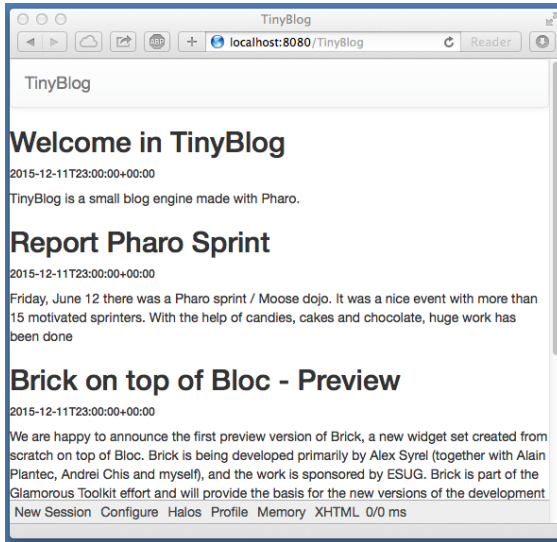 TinyBlog
ABP
localhost:8080/TinyBlog
Reader
TinyBlog
Welcome in TinyBlog
2015-12-11T23:00:00+00:00
TinyBlog is a small blog engine made with Pharo.
Report Pharo Sprint
2015-12-11T23:00:00+00:00
Friday, June 12 there was a Pharo sprint / Moose dojo. It was a nice event with more than
15 motivated sprinters. With the help of candies, cakes and chocolate, huge work has
been done
Brick on top of Bloc - Preview
2015-12-11T23:00:00+00:00
We are happy to announce the first preview version of Brick, a new widget set created from
scratch on top of Bloc. Brick is being developed primarily by Alex Syrel (together with Alain
Plantec, Andrei Chis and myself), and the work is sponsored by ESUG. Brick is part of the
Glamorous Toolkit effort and will provide the basis for the new versions of the development
New Session Configure Halos Profile Memory XHTML 0/0 ms